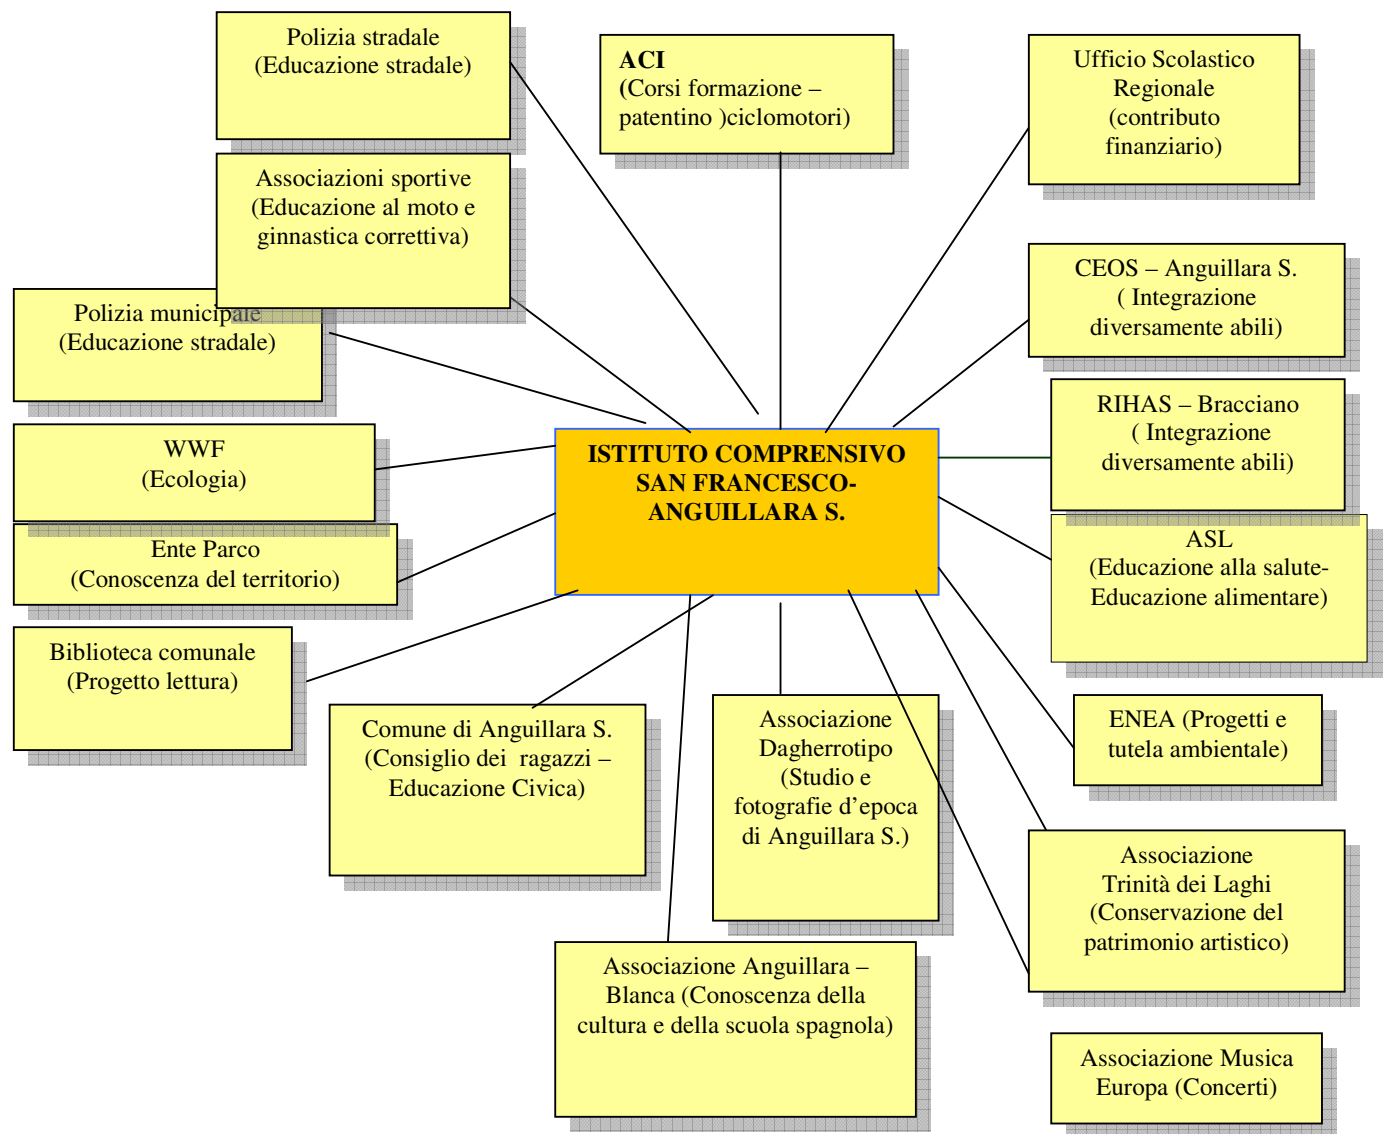 Polizia stradale
(Educazione stradale)
ACI
(Corsi formazione –
patentino )ciclomotori)
Ufficio Scolastico
Regionale
(contributo
finanziario)
Associazioni sportive
(Educazione al moto e
ginnastica correttiva)
CEOS – Anguillara S.
( Integrazione
diversamente abili)
Polizia municipale
(Educazione stradale)
RIHAS – Bracciano
( Integrazione
diversamente abili)
WWF
(Ecologia)
ISTITUTO COMPRENSIVO
SAN FRANCESCO-
ANGUILLARA S.
Ente Parco
(Conoscenza del territorio)
ASL
(Educazione alla salute-
Educazione alimentare)
Biblioteca comunale
(Progetto lettura)
Comune di Anguillara S.
(Consiglio dei  ragazzi –
Educazione Civica)
Associazione
Dagherrotipo
(Studio e
fotografie d’epoca
di Anguillara S.)
ENEA (Progetti e
tutela ambientale)
Associazione
Trinità dei Laghi
(Conservazione del
patrimonio artistico)
Associazione Anguillara –
Blanca (Conoscenza della
cultura e della scuola spagnola)
Associazione Musica
Europa (Concerti)